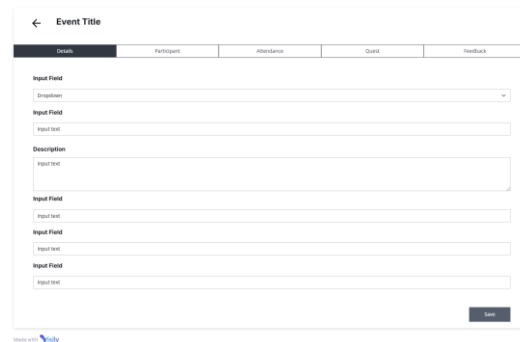 Event Title
Details Participant Attendance Quest Feedback
Input Field
Dropdown
Input Field
Input text
Description
Input text
Input Field
Input text
Input Field
Input text
Input Field
Input text
Save
Made with Visily